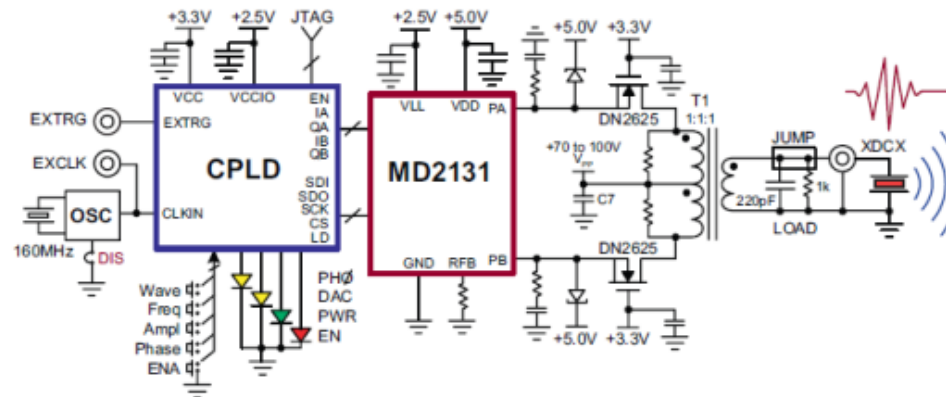 +3.3V
+2.5V
JTAG
+2.5V
+5.0V
+5.0V
+3.3V
VCC
VCCIO
EN
IA
QA
IB
QB
SDI
SDO
SCK
CS
LD
EXTRG
EXTRG
EXCLK
CPLD
CLKIN
OSC
160MHz
DIS
VLL
VDD
PA
MD2131
GND
RFB
PB
DN2625
T1
1:1:1
+70 to 100V
VPP
C7
DN2625
+5.0V
+3.3V
JUMP
XDCX
1k
220pF
LOAD
Wave
Freq
Ampl
Phase
ENA
PHØ
DAC
PWR
EN